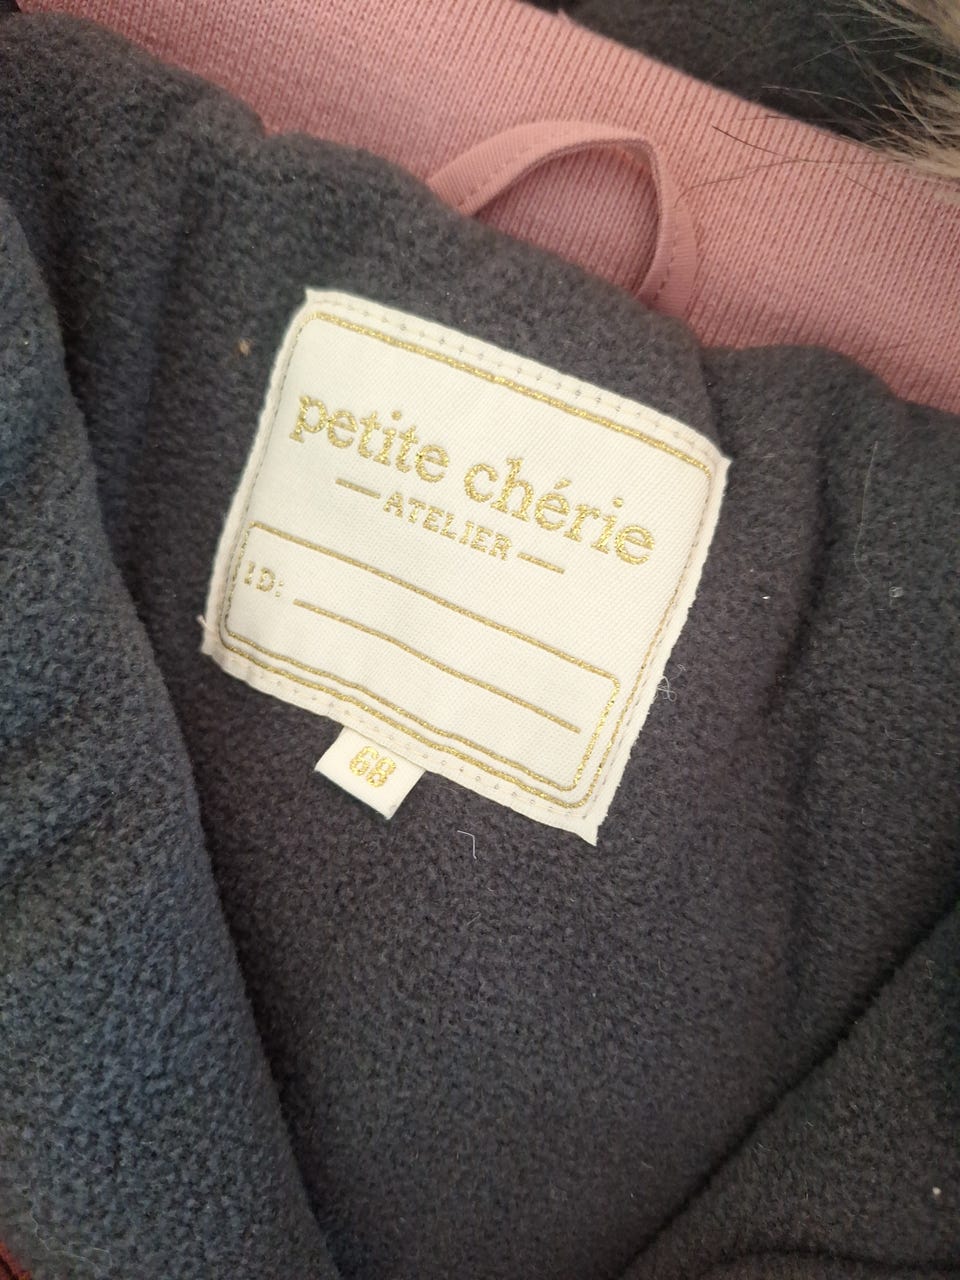 petite chérie
ATELIER
ID:
68